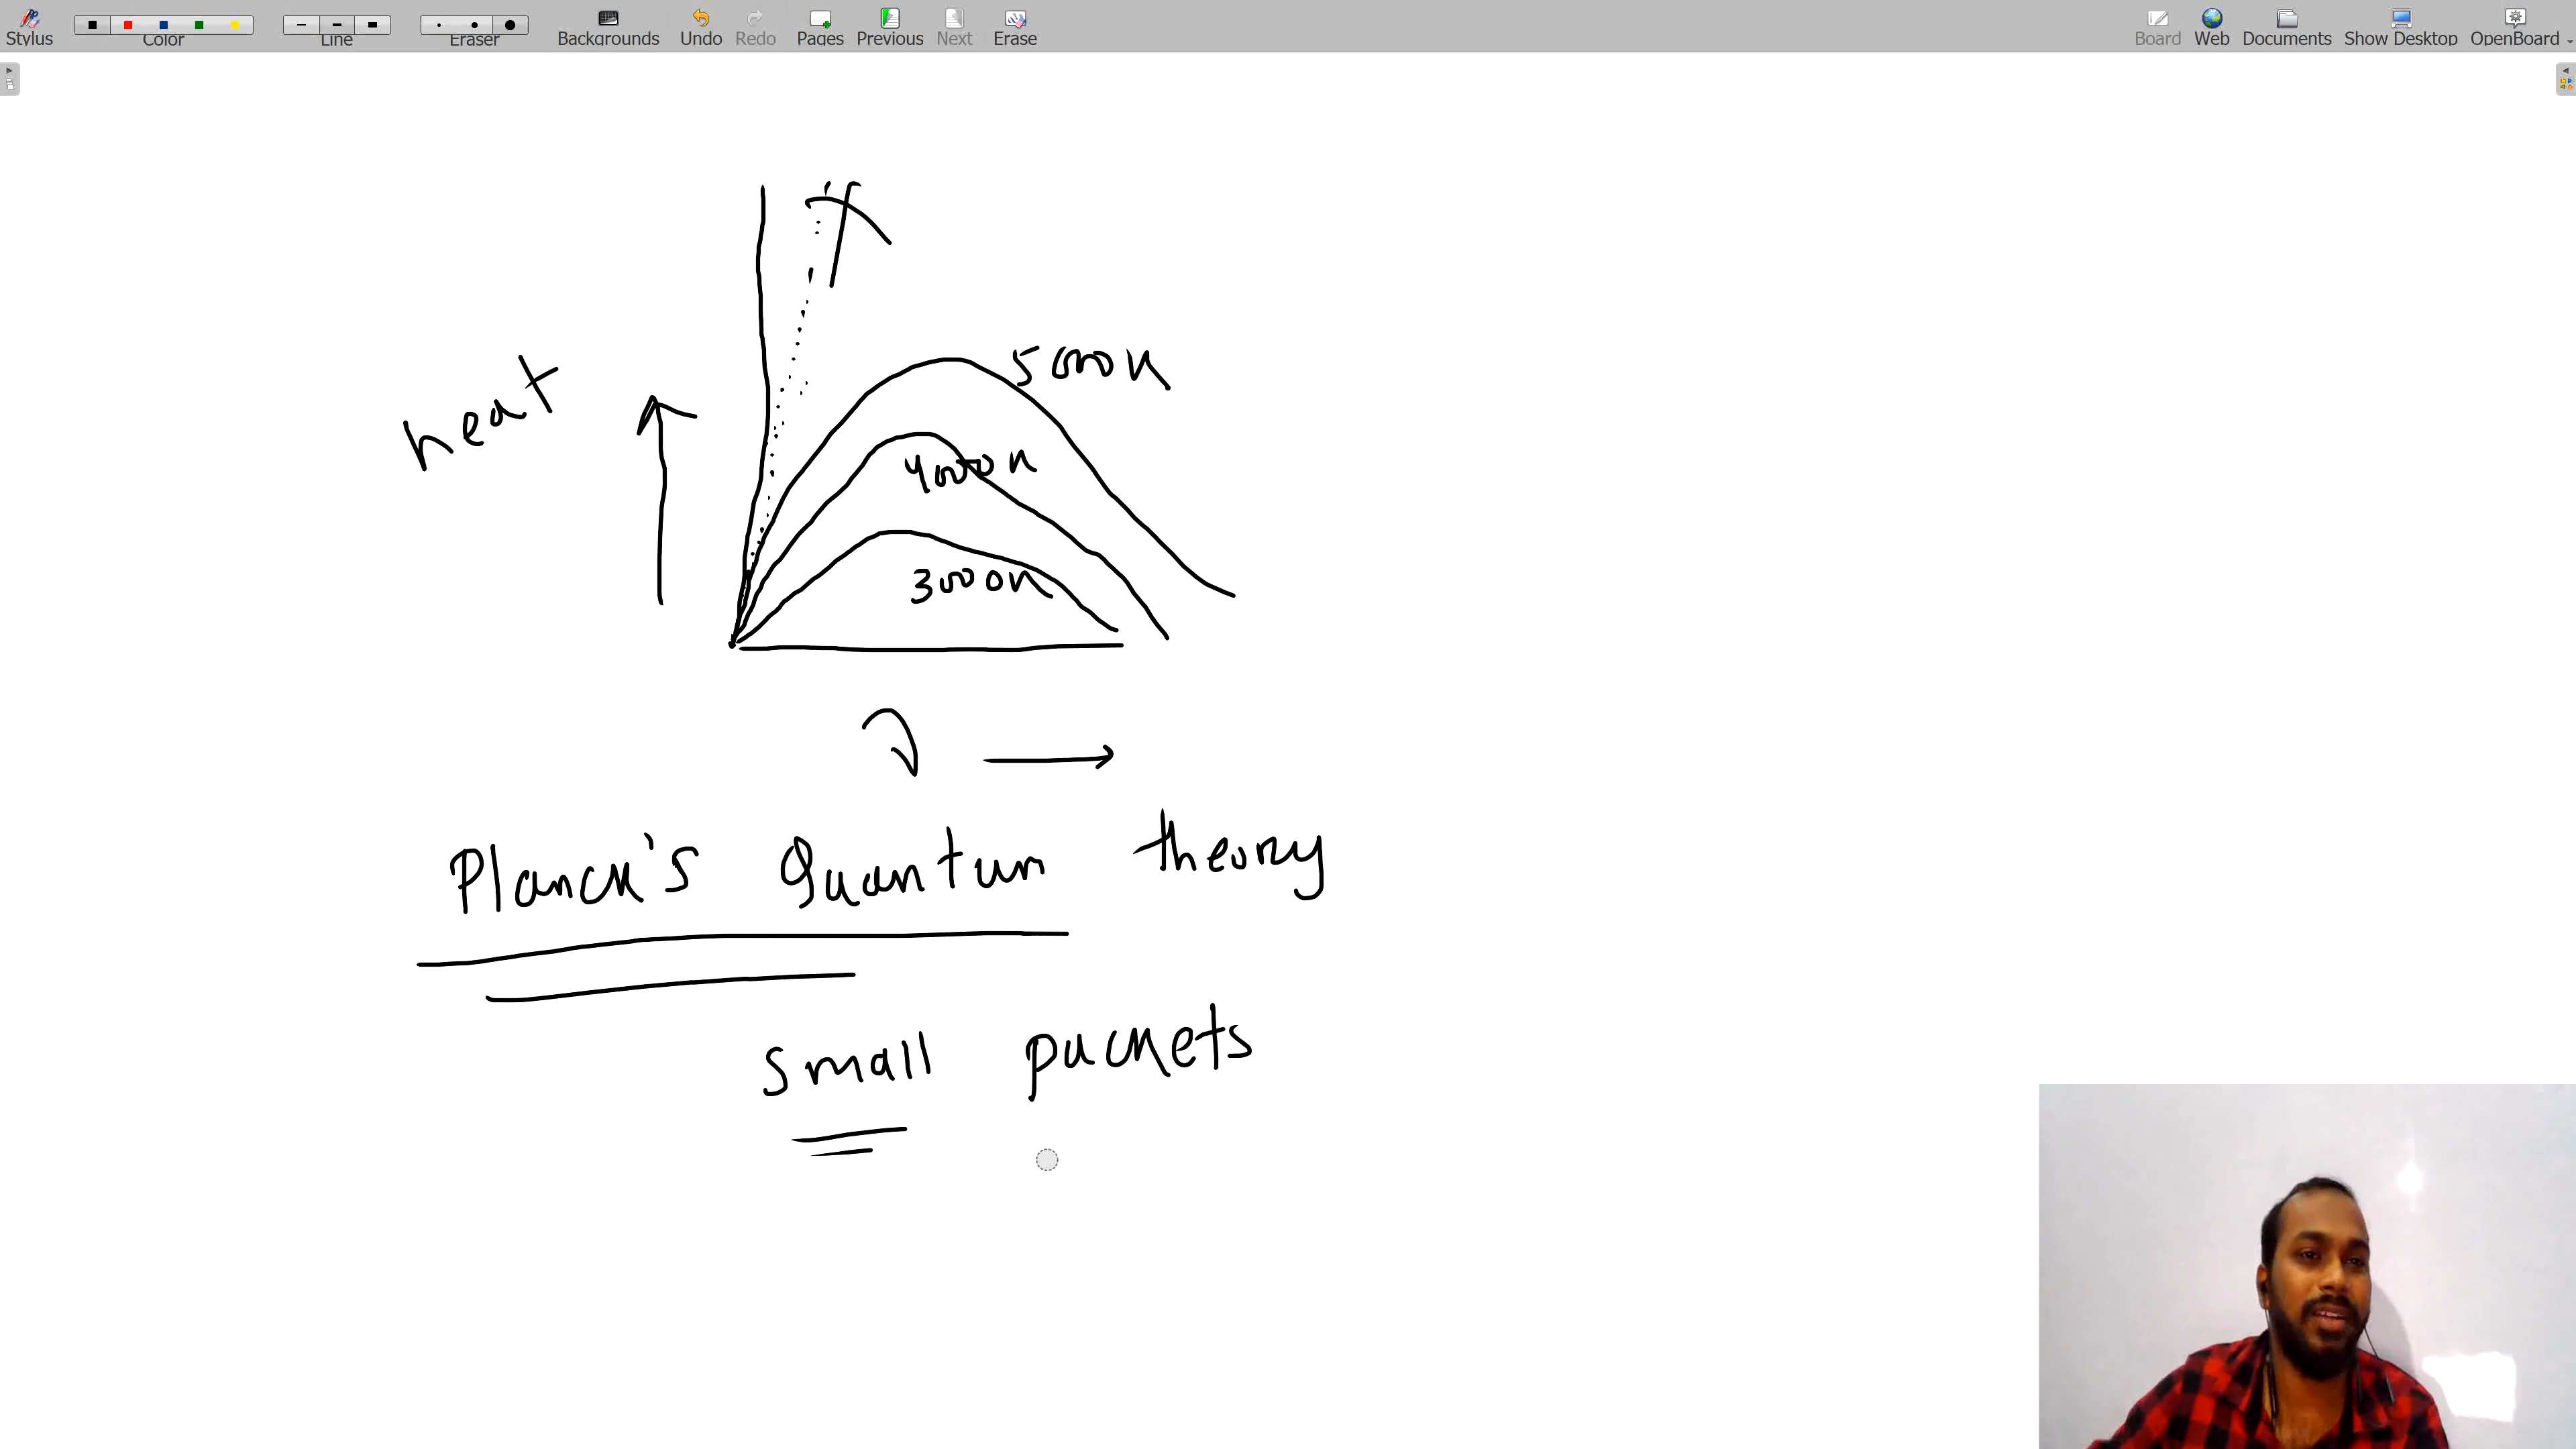 Stylus Color Line Eraser Backgrounds Undo Redo Pages Previous Next Erase Board Web Documents Show Desktop OpenBoard
5000K
heat
4000K
3000K
Planck's Quantum theory
small packets